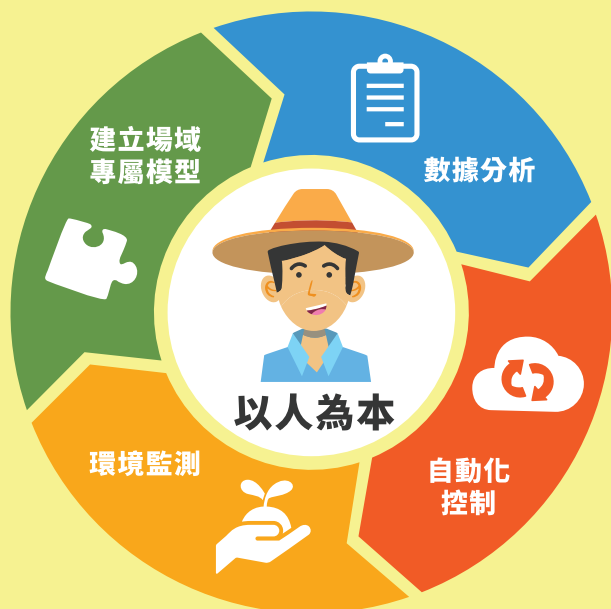 建立場域
專屬模型
數據分析
以人為本
環境監測
自動化
控制